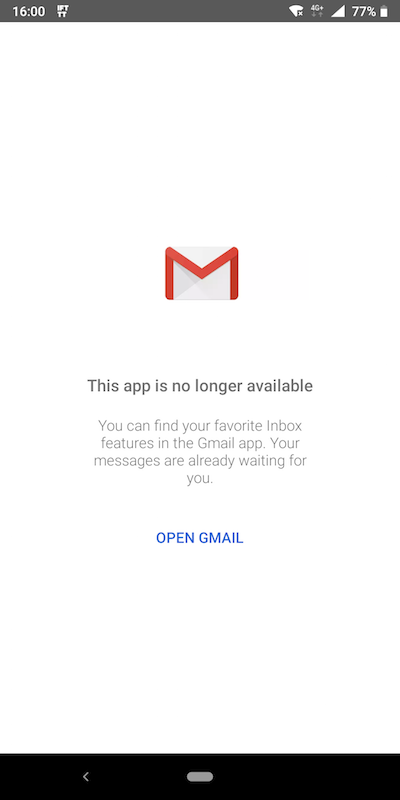 16:00 IFTTT 4G+ 77%
This app is no longer available
You can find your favorite Inbox
features in the Gmail app. Your
messages are already waiting for
you.
OPEN GMAIL